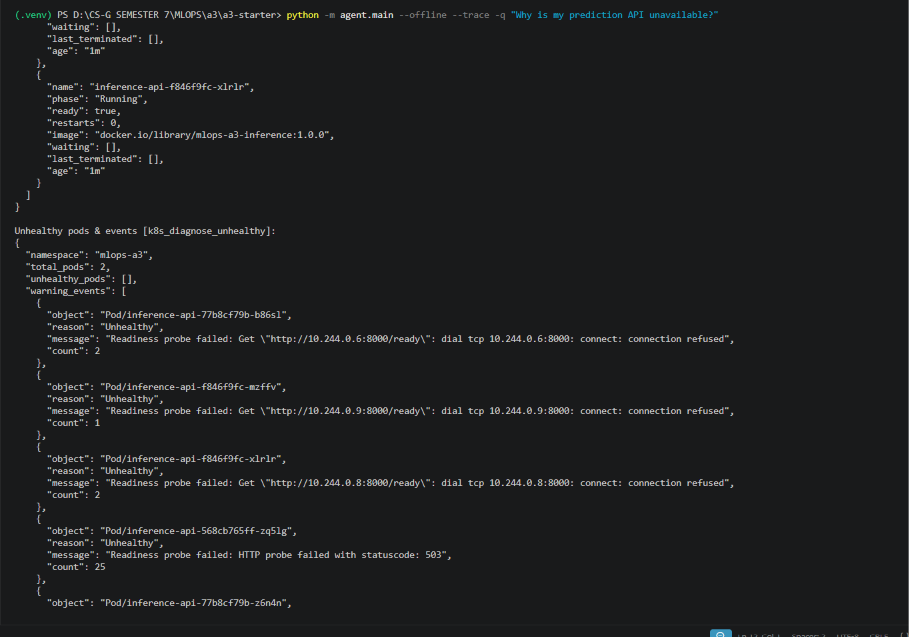 (.venv) PS D:\CS-G SEMESTER 7\MLOPS\a3\a3-starter> python -m agent.main --offline --trace -q "Why is my prediction API unavailable?"
"waiting": [],
"last_terminated": [],
"age": "1m"
},
{
"name": "inference-api-f846f9fc-xlrlr",
"phase": "Running",
"ready": true,
"restarts": 0,
"image": "docker.io/library/mlops-a3-inference:1.0.0",
"waiting": [],
"last_terminated": [],
"age": "1m"
}
]
}
Unhealthy pods & events [k8s_diagnose_unhealthy]:
{
"namespace": "mlops-a3",
"total_pods": 2,
"unhealthy_pods": [],
"warning_events": [
{
"object": "Pod/inference-api-77b8cf79b-b86sl",
"reason": "Unhealthy",
"message": "Readiness probe failed: Get \"http://10.244.0.6:8000/ready\": dial tcp 10.244.0.6:8000: connect: connection refused",
"count": 2
},
{
"object": "Pod/inference-api-f846f9fc-mzffv",
"reason": "Unhealthy",
"message": "Readiness probe failed: Get \"http://10.244.0.9:8000/ready\": dial tcp 10.244.0.9:8000: connect: connection refused",
"count": 1
},
{
"object": "Pod/inference-api-f846f9fc-xlrlr",
"reason": "Unhealthy",
"message": "Readiness probe failed: Get \"http://10.244.0.8:8000/ready\": dial tcp 10.244.0.8:8000: connect: connection refused",
"count": 2
},
{
"object": "Pod/inference-api-568cb765ff-zq5lg",
"reason": "Unhealthy",
"message": "Readiness probe failed: HTTP probe failed with statuscode: 503",
"count": 25
},
{
"object": "Pod/inference-api-77b8cf79b-z6n4n",